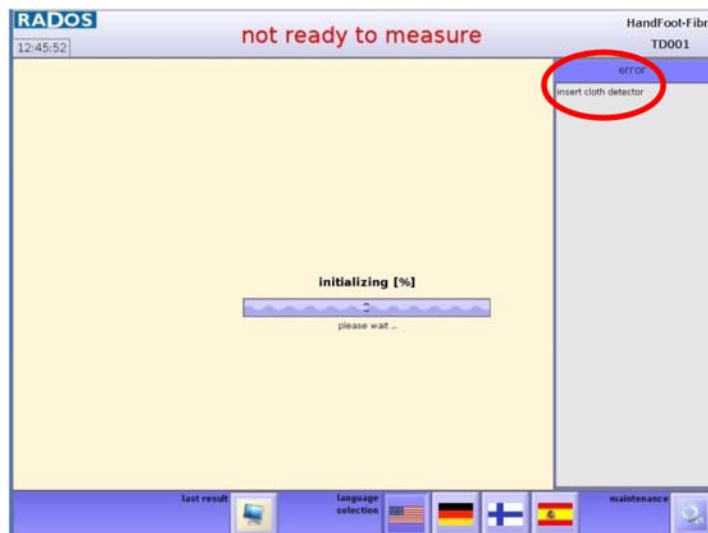 RADOS
12:45:52
not ready to measure
HandFoot-Fibr
TD001
error
insert cloth detector
initializing [%]
please wait ...
last result
language
selection
maintenance